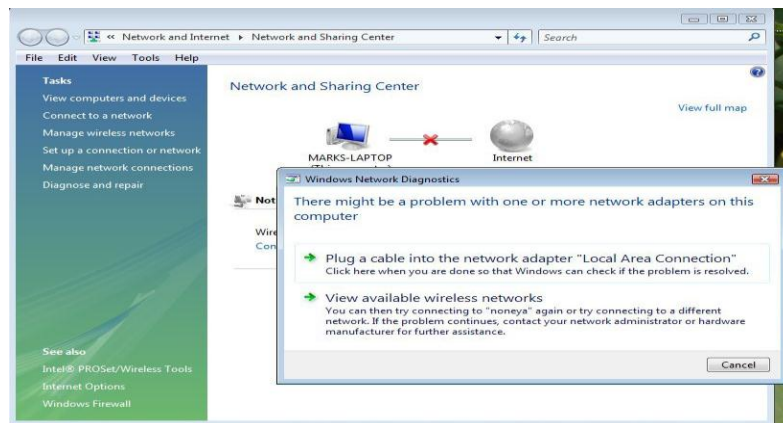 « Network and Internet ▸ Network and Sharing Center
Search
File Edit View Tools Help
Tasks
View computers and devices
Connect to a network
Manage wireless networks
Set up a connection or network
Manage network connections
Diagnose and repair
See also
Intel® PROSet/Wireless Tools
Internet Options
Windows Firewall
Network and Sharing Center
View full map
MARKS-LAPTOP
Internet
Not
Wire
Con
Windows Network Diagnostics
There might be a problem with one or more network adapters on this
computer
Plug a cable into the network adapter "Local Area Connection"
Click here when you are done so that Windows can check if the problem is resolved.
View available wireless networks
You can then try connecting to "noneya" again or try connecting to a different
network. If the problem continues, contact your network administrator or hardware
manufacturer for further assistance.
Cancel